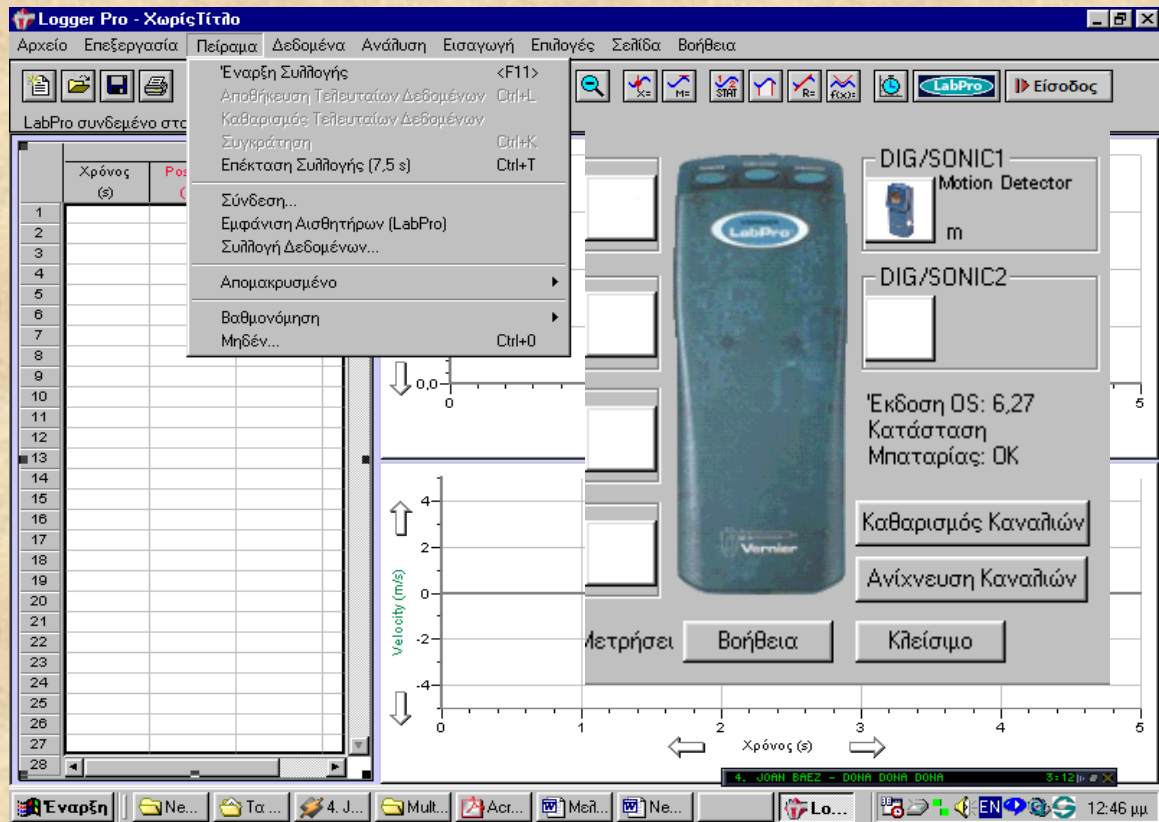 Logger Pro - ΧωρίςΤίτλο
Αρχείο Επεξεργασία Πείραμα Δεδομένα Ανάλυση Εισαγωγή Επιλογές Σελίδα Βοήθεια
LabPro Είσοδος
LabPro συνδεμένο στο
Έναρξη Συλλογής <F11>
Αποθήκευση Τελευταίων Δεδομένων Ctrl+L
Καθαρισμός Τελευταίων Δεδομένων
Συγκράτηση Ctrl+K
Επέκταση Συλλογής (7,5 s) Ctrl+T
Σύνδεση...
Εμφάνιση Αισθητήρων (LabPro)
Συλλογή Δεδομένων...
Απομακρυσμένο
Βαθμονόμηση
Μηδέν... Ctrl+0
Χρόνος Pos
(s) (
1
2
3
4
5
6
7
8
9
10
11
12
13
14
15
16
17
18
19
20
21
22
23
24
25
26
27
28
0,0
0 5
LabPro
Vernier
DIG/SONIC1
Motion Detector
m
DIG/SONIC2
Έκδοση OS: 6,27
Κατάσταση
Μπαταρίας: OK
Καθαρισμός Καναλιών
Ανίχνευση Καναλιών
Μετρήσει Βοήθεια Κλείσιμο
Velocity (m/s)
4
2
0
-2
-4
0 1 2 3 4 5
Χρόνος (s)
4. JOAN BAEZ - DONA DONA DONA 3:12
Έναρξη Ne... Τα ... 4. J... Mult... Acr... Μελ... Ne... Lo... EN 12:46 μμ